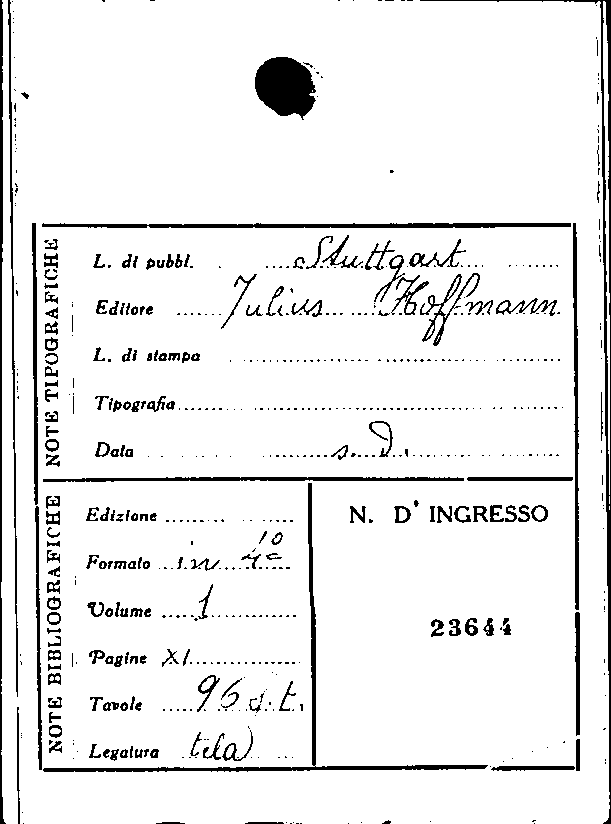 NOTE TIPOGRAFICHE
L. di pubbl. Stuttgart
Editore Julius Hoffmann
L. di stampa
Tipografia
Data s. d.
NOTE BIBLIOGRAFICHE
Edizione
Formato in 4º
Volume 1
Pagine XI
Tavole 96 f.t.
Legatura tela
N. D'INGRESSO
23644